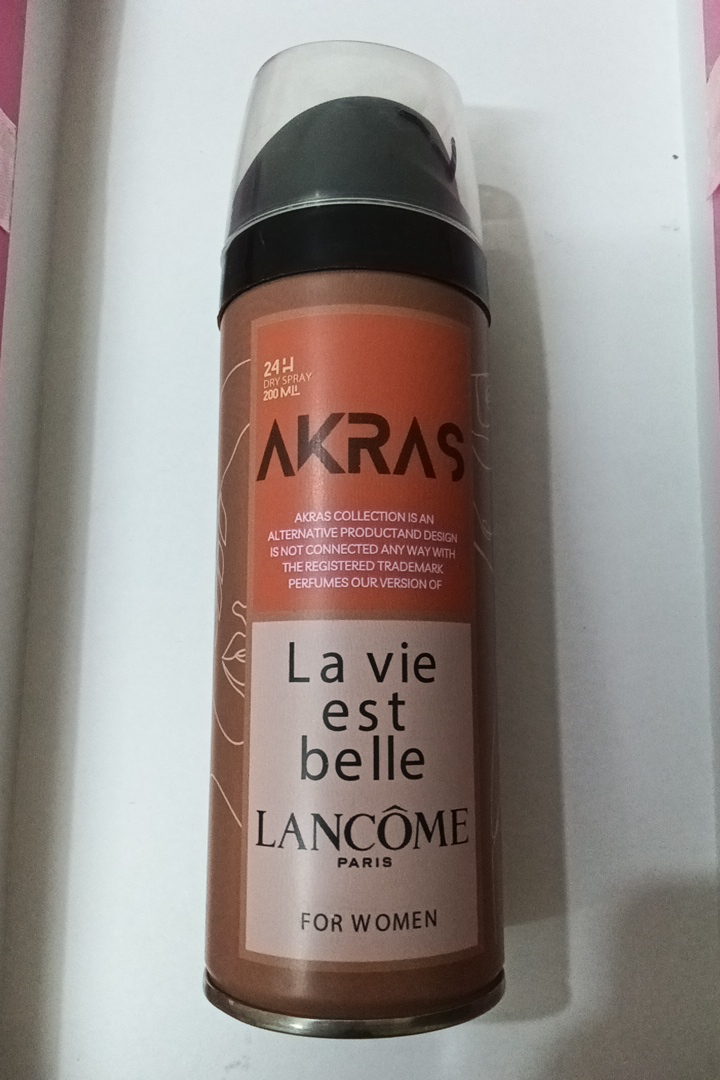 24 H
DRY SPRAY
200 ML
AKRAS
AKRAS COLLECTION IS AN
ALTERNATIVE PRODUCTAND DESIGN
IS NOT CONNECTED ANY WAY WITH
THE REGISTERED TRADEMARK
PERFUMES OUR VERSION OF
La vie
est
belle
LANCÔME
PARIS
FOR WOMEN